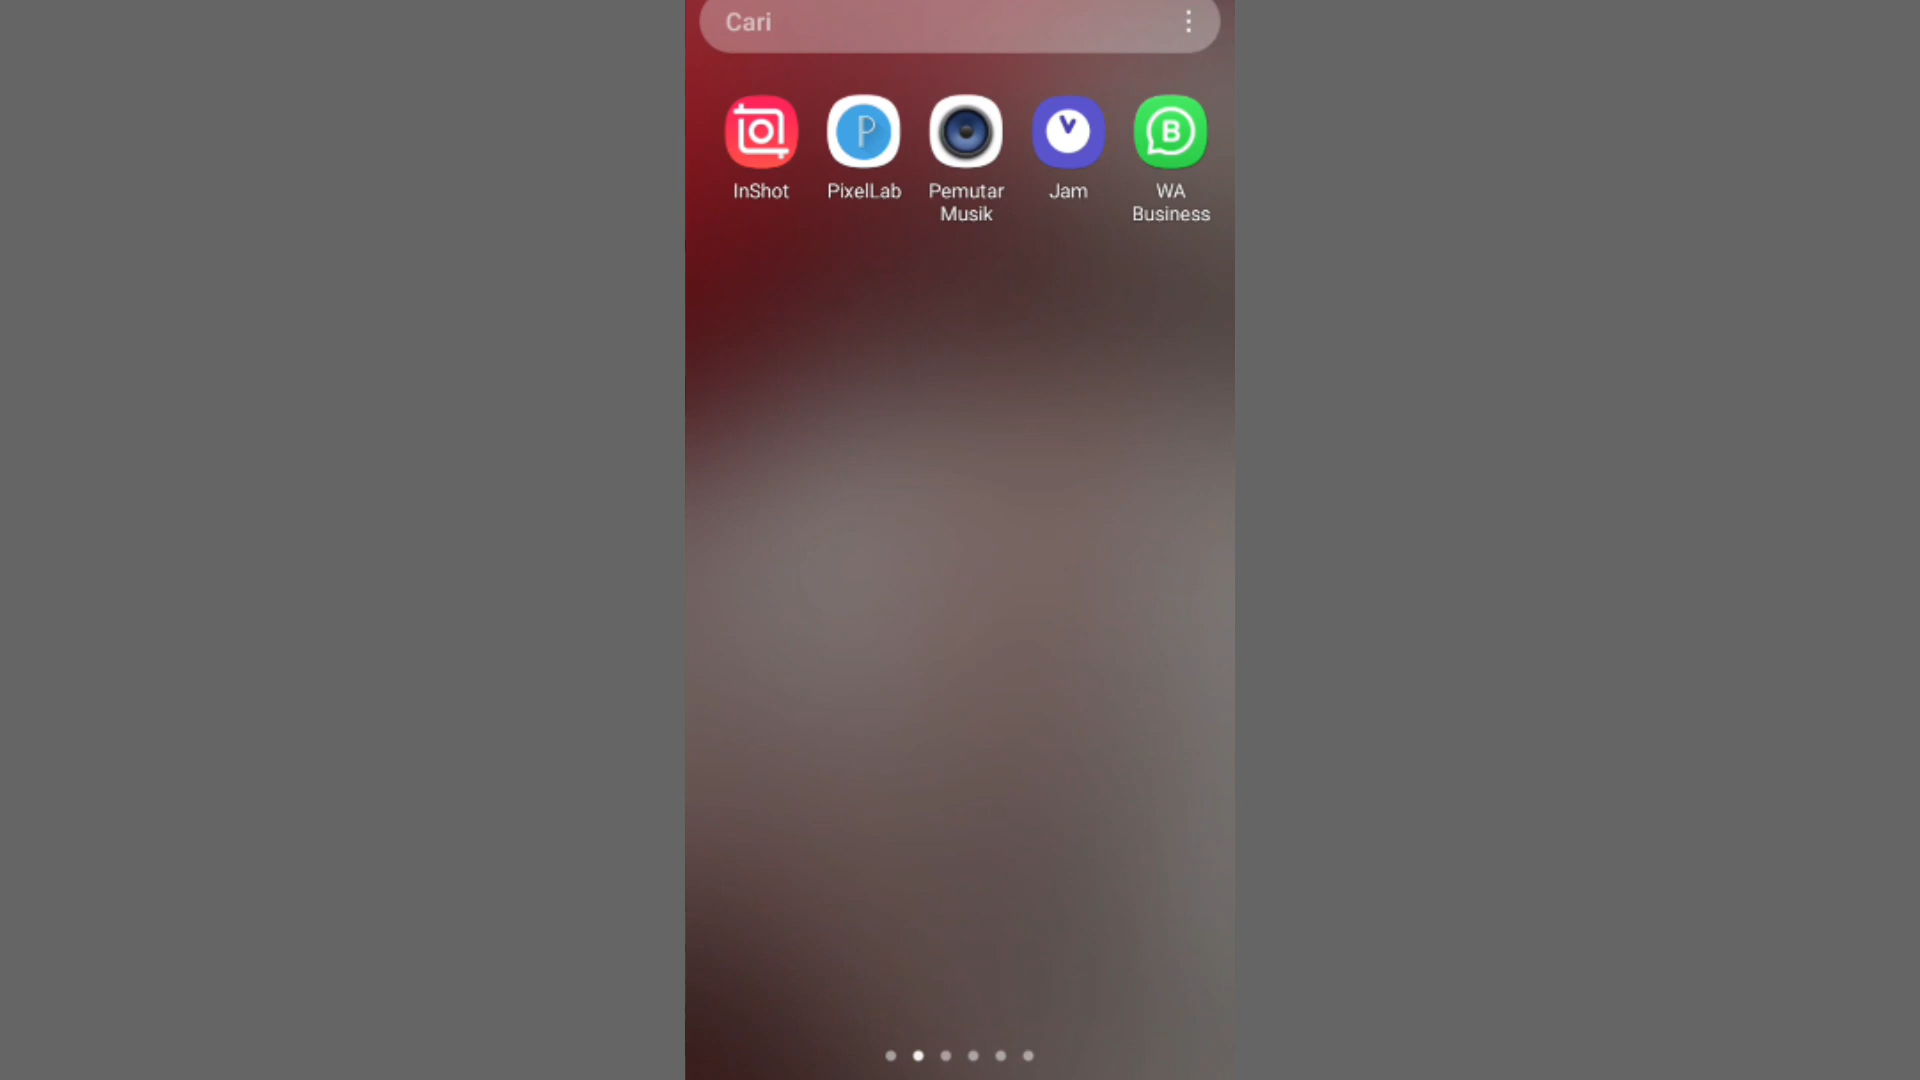 Cari
InShot
PixelLab
Pemutar
Musik
Jam
WA
Business